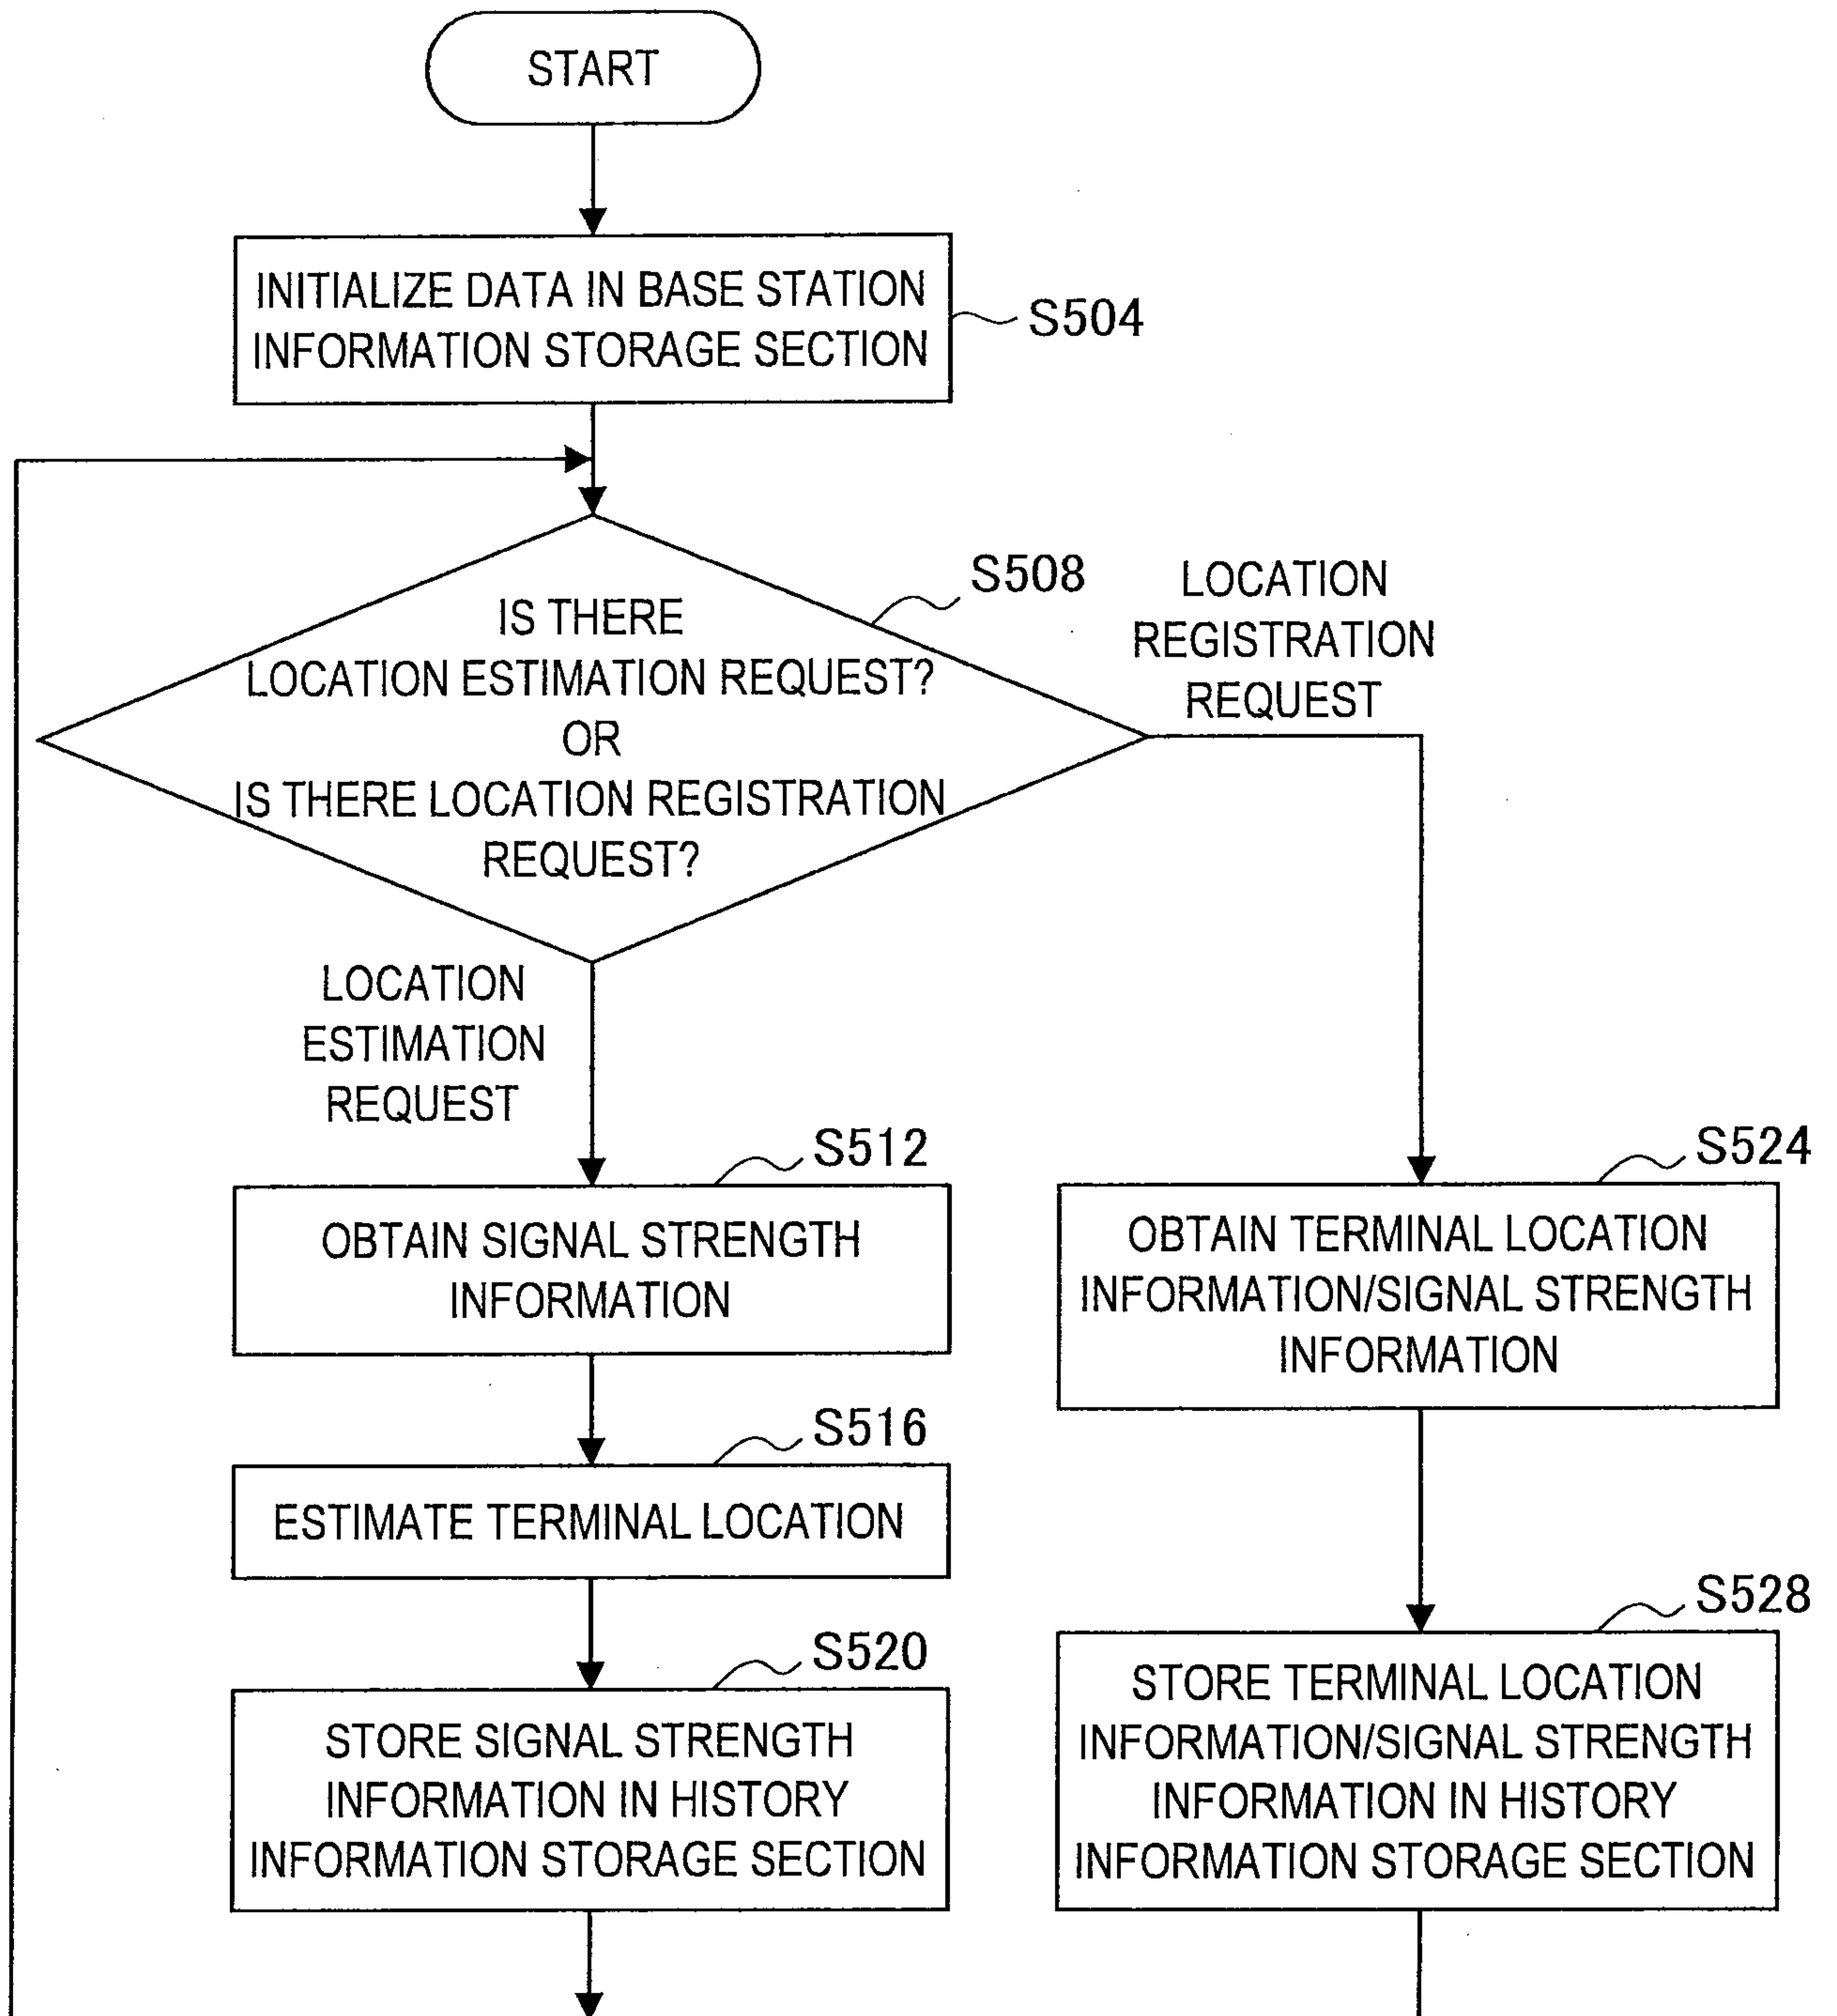 START
INITIALIZE DATA IN BASE STATION
INFORMATION STORAGE SECTION
S504
S508
IS THERE
LOCATION ESTIMATION REQUEST?
OR
IS THERE LOCATION REGISTRATION
REQUEST?
LOCATION
REGISTRATION
REQUEST
LOCATION
ESTIMATION
REQUEST
S512
OBTAIN SIGNAL STRENGTH
INFORMATION
S516
ESTIMATE TERMINAL LOCATION
S520
STORE SIGNAL STRENGTH
INFORMATION IN HISTORY
INFORMATION STORAGE SECTION
S524
OBTAIN TERMINAL LOCATION
INFORMATION/SIGNAL STRENGTH
INFORMATION
S528
STORE TERMINAL LOCATION
INFORMATION/SIGNAL STRENGTH
INFORMATION IN HISTORY
INFORMATION STORAGE SECTION